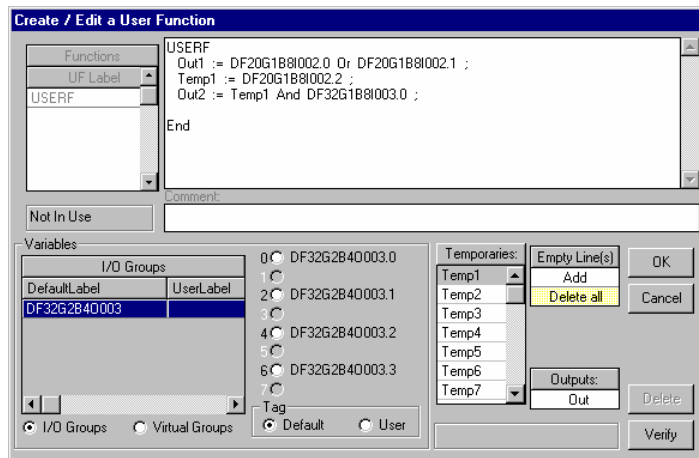 Create / Edit a User Function
Functions
UF Label
USERF
Not In Use
USERF
Out1 := DF20G1B8I002.0 Or DF20G1B8I002.1 ;
Temp1 := DF20G1B8I002.2 ;
Out2 := Temp1 And DF32G1B8I003.0 ;
End
Comment:
Variables
I/O Groups
DefaultLabel UserLabel
DF32G2B4O003
I/O Groups Virtual Groups
0 DF32G2B4O003.0
1
2 DF32G2B4O003.1
3
4 DF32G2B4O003.2
5
6 DF32G2B4O003.3
7
Tag
Default User
Temporaries:
Temp1
Temp2
Temp3
Temp4
Temp5
Temp6
Temp7
Empty Line(s)
Add
Delete all
Outputs:
Out
OK
Cancel
Delete
Verify